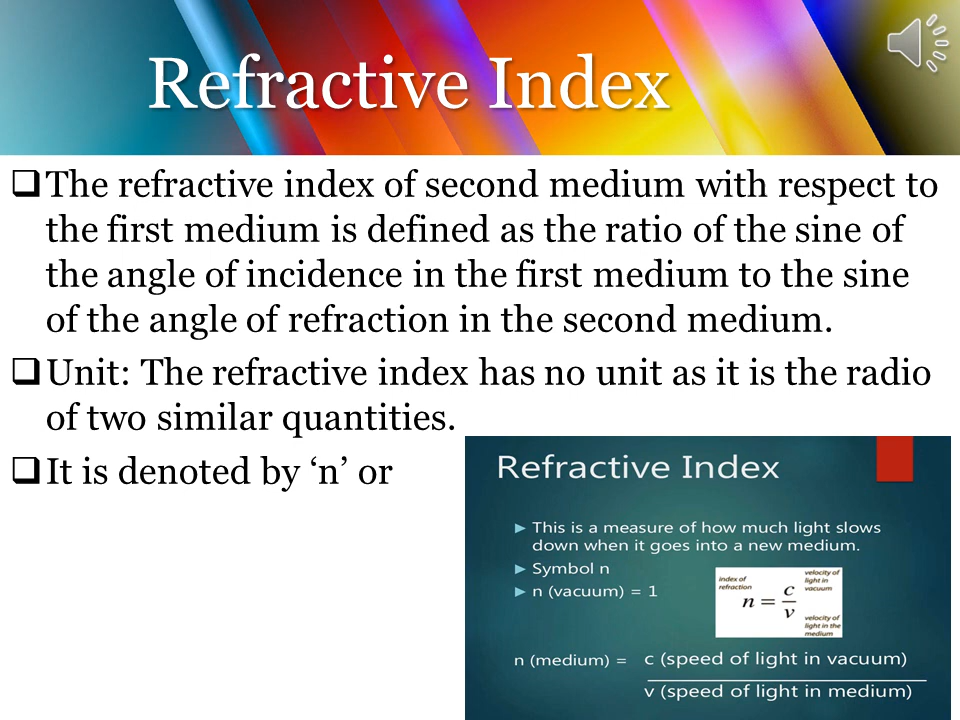 Refractive Index
❑The refractive index of second medium with respect to
the first medium is defined as the ratio of the sine of
the angle of incidence in the first medium to the sine
of the angle of refraction in the second medium.
❑Unit: The refractive index has no unit as it is the radio
of two similar quantities.
❑It is denoted by ‘n’ or
Refractive Index
▶ This is a measure of how much light slows
down when it goes into a new medium.
▶ Symbol n
▶ n (vacuum) = 1
index of
refraction
n = c/v
velocity of
light in
vacuum
velocity of
light in the
medium
n (medium) =
c (speed of light in vacuum)
v (speed of light in medium)